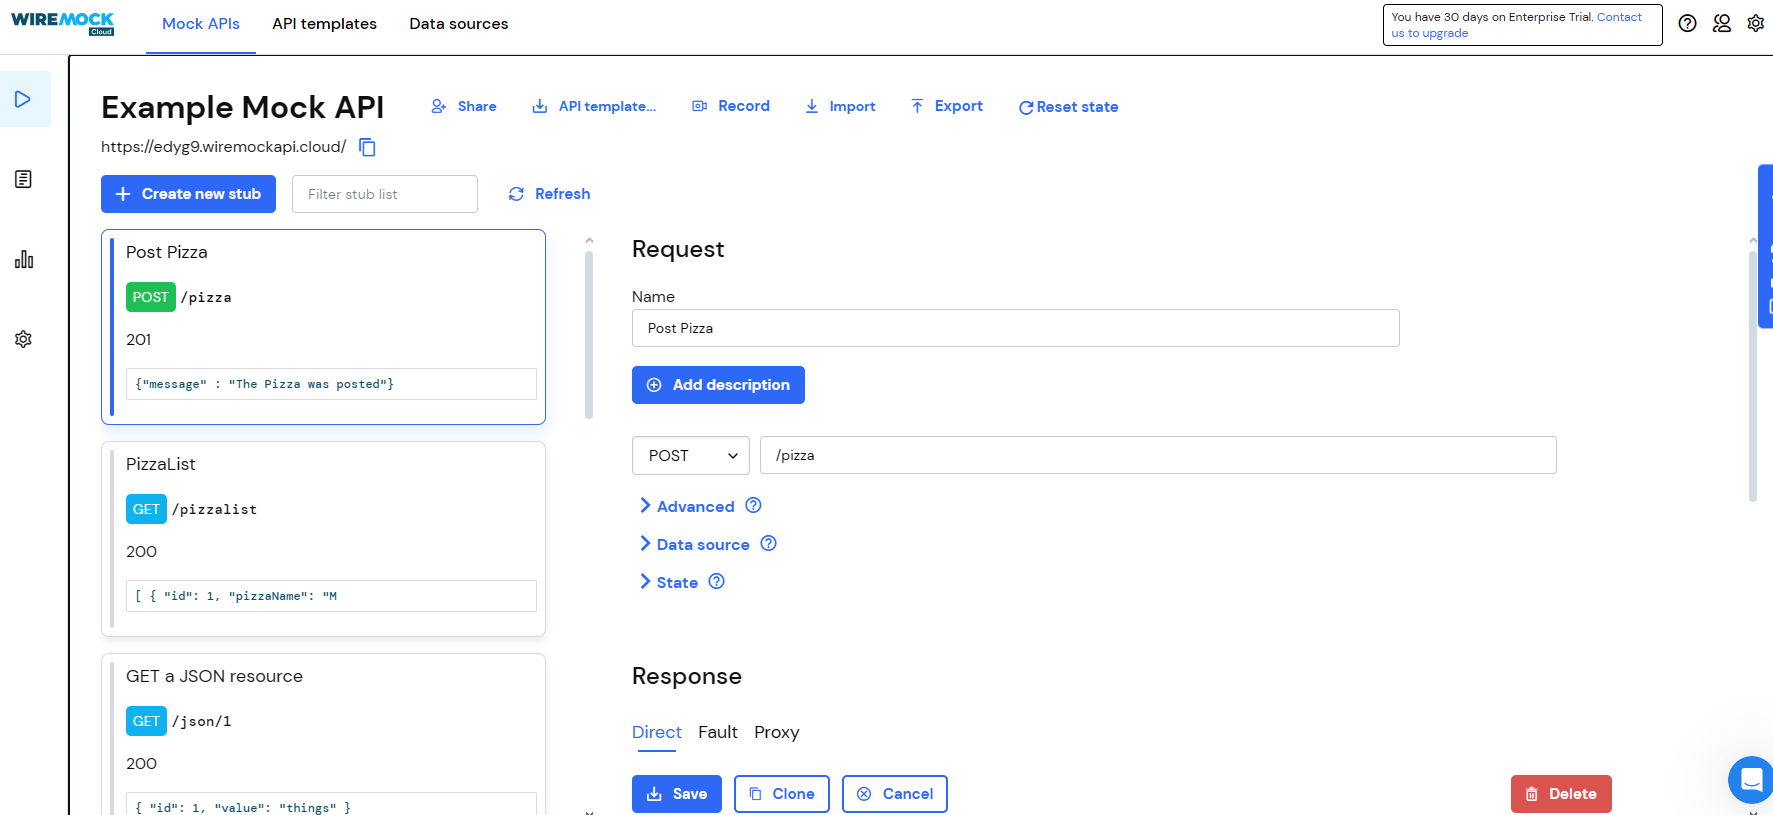 WIREMOCK
Cloud
Mock APIs
API templates
Data sources
You have 30 days on Enterprise Trial. Contact
us to upgrade
Example Mock API
Share
API template...
Record
Import
Export
Reset state
https://edyg9.wiremockapi.cloud/
Create new stub
Filter stub list
Refresh
Post Pizza
POST /pizza
201
{"message" : "The Pizza was posted"}
PizzaList
GET /pizzalist
200
[ { "id": 1, "pizzaName": "M
GET a JSON resource
GET /json/1
200
{ "id": 1, "value": "things" }
Request
Name
Post Pizza
Add description
POST
/pizza
Advanced
Data source
State
Response
Direct
Fault
Proxy
Save
Clone
Cancel
Delete